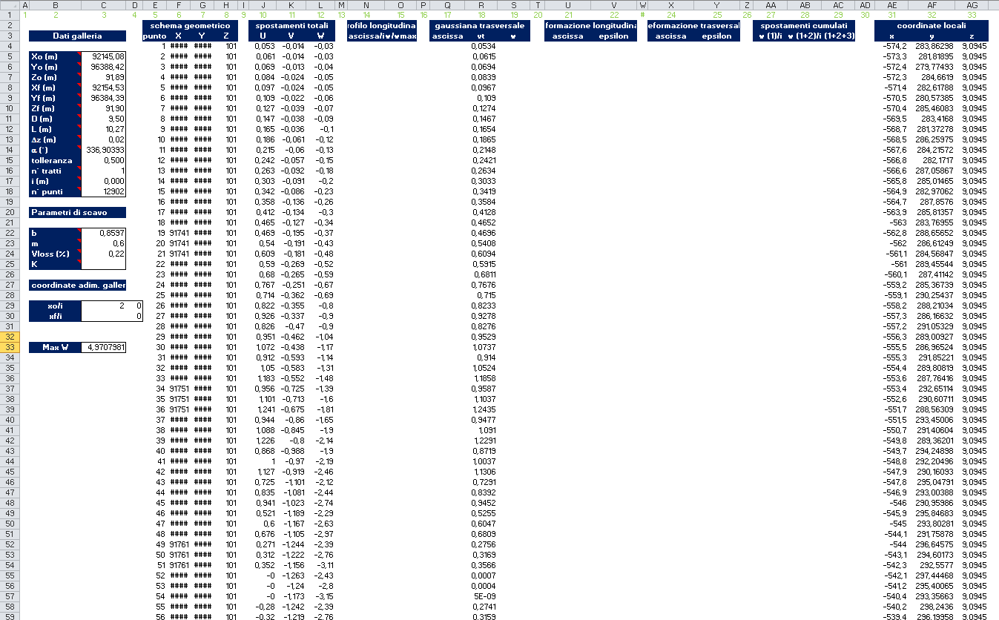 A B C D E F G H I J K L M N O P Q R S T U V W X Y Z AA AB AC AD AE AF AG
1 1 2 3 4 5 6 7 8 9 10 11 12 13 14 15 16 17 18 19 20 21 22 # 24 25 26 27 28 29 30 31 32 33
2 schema geometrico spostamenti totali rofilo longitudina gaussiana trasversale formazione longitudina eformazione trasversal spostamenti cumulati coordinate locali
3 Dati galleria punto X Y Z U V W ascissa/i w/wmax ascissa vt w ascissa epsilon ascissa epsilon w (1)/i w (1+2)/i (1+2+3) x y z
4 1 #### #### 101 0,053 -0,014 -0,03 0,0534 -574,2 283,86298 9,0945
5 Xo (m) 92145,08 2 #### #### 101 0,061 -0,014 -0,03 0,0615 -573,3 281,81895 9,0945
6 Yo (m) 96388,42 3 #### #### 101 0,069 -0,013 -0,04 0,0694 -572,4 279,77493 9,0945
7 Zo (m) 91,89 4 #### #### 101 0,084 -0,024 -0,05 0,0839 -572,3 284,6619 9,0945
8 Xf (m) 92154,53 5 #### #### 101 0,097 -0,024 -0,05 0,0967 -571,4 282,61788 9,0945
9 Yf (m) 96384,39 6 #### #### 101 0,109 -0,022 -0,06 0,109 -570,5 280,57385 9,0945
10 Zf (m) 91,90 7 #### #### 101 0,127 -0,039 -0,07 0,1274 -570,4 285,46083 9,0945
11 D (m) 9,50 8 #### #### 101 0,147 -0,038 -0,09 0,1467 -569,5 283,4168 9,0945
12 L (m) 10,27 9 #### #### 101 0,165 -0,036 -0,1 0,1654 -568,7 281,37278 9,0945
13 Δz (m) 0,02 10 #### #### 101 0,186 -0,061 -0,12 0,1865 -568,5 286,25975 9,0945
14 α (°) 336,90393 11 #### #### 101 0,215 -0,06 -0,13 0,2148 -567,6 284,21572 9,0945
15 tolleranza 0,500 12 #### #### 101 0,242 -0,057 -0,15 0,2421 -566,8 282,1717 9,0945
16 n° tratti 1 13 #### #### 101 0,263 -0,092 -0,18 0,2634 -566,6 287,05867 9,0945
17 i (m) 0,000 14 #### #### 101 0,303 -0,091 -0,2 0,3033 -565,8 285,01465 9,0945
18 n° punti 12902 15 #### #### 101 0,342 -0,086 -0,23 0,3419 -564,9 282,97062 9,0945
19 16 #### #### 101 0,358 -0,136 -0,26 0,3584 -564,7 287,8576 9,0945
20 Parametri di scavo 17 #### #### 101 0,412 -0,134 -0,3 0,4128 -563,9 285,81357 9,0945
21 18 #### #### 101 0,465 -0,127 -0,34 0,4652 -563 283,76955 9,0945
22 b 0,8597 19 91741 #### 101 0,469 -0,195 -0,37 0,4696 -562,8 288,65652 9,0945
23 m 0,6 20 91741 #### 101 0,54 -0,191 -0,43 0,5408 -562 286,61249 9,0945
24 Vloss (%) 0,22 21 91741 #### 101 0,609 -0,181 -0,48 0,6094 -561,1 284,56847 9,0945
25 K 22 #### #### 101 0,59 -0,269 -0,52 0,5915 -561 289,45544 9,0945
26 23 #### #### 101 0,68 -0,265 -0,59 0,6811 -560,1 287,41142 9,0945
27 coordinate adim. galler 24 #### #### 101 0,767 -0,251 -0,67 0,7676 -559,2 285,36739 9,0945
28 25 #### #### 101 0,714 -0,362 -0,69 0,715 -559,1 290,25437 9,0945
29 xo/i 2 0 26 #### #### 101 0,822 -0,355 -0,8 0,8233 -558,2 288,21034 9,0945
30 xf/i 0 27 #### #### 101 0,926 -0,337 -0,9 0,9278 -557,3 286,16632 9,0945
31 28 #### #### 101 0,826 -0,47 -0,9 0,8276 -557,2 291,05329 9,0945
32 29 #### #### 101 0,951 -0,462 -1,04 0,9529 -556,3 289,00927 9,0945
33 Max W 4,9707981 30 #### #### 101 1,072 -0,438 -1,17 1,0737 -555,5 286,96524 9,0945
34 31 #### #### 101 0,912 -0,593 -1,14 0,914 -555,3 291,85221 9,0945
35 32 #### #### 101 1,05 -0,583 -1,31 1,0524 -554,4 289,80819 9,0945
36 33 #### #### 101 1,183 -0,552 -1,48 1,1858 -553,6 287,76416 9,0945
37 34 91751 #### 101 0,956 -0,725 -1,39 0,9587 -553,4 292,65114 9,0945
38 35 91751 #### 101 1,101 -0,713 -1,6 1,1037 -552,6 290,60711 9,0945
39 36 91751 #### 101 1,241 -0,675 -1,81 1,2435 -551,7 288,56309 9,0945
40 37 #### #### 101 0,944 -0,86 -1,65 0,9477 -551,5 293,45006 9,0945
41 38 #### #### 101 1,088 -0,845 -1,9 1,091 -550,7 291,40604 9,0945
42 39 #### #### 101 1,226 -0,8 -2,14 1,2291 -549,8 289,36201 9,0945
43 40 #### #### 101 0,868 -0,988 -1,9 0,8719 -549,7 294,24898 9,0945
44 41 #### #### 101 1 -0,97 -2,19 1,0037 -548,8 292,20496 9,0945
45 42 #### #### 101 1,127 -0,919 -2,46 1,1306 -547,9 290,16093 9,0945
46 43 #### #### 101 0,725 -1,101 -2,12 0,7291 -547,8 295,04791 9,0945
47 44 #### #### 101 0,835 -1,081 -2,44 0,8392 -546,9 293,00388 9,0945
48 45 #### #### 101 0,941 -1,023 -2,74 0,9452 -546 290,95986 9,0945
49 46 #### #### 101 0,521 -1,189 -2,29 0,5255 -545,9 295,84683 9,0945
50 47 #### #### 101 0,6 -1,167 -2,63 0,6047 -545 293,80281 9,0945
51 48 #### #### 101 0,676 -1,105 -2,97 0,6809 -544,1 291,75878 9,0945
52 49 91761 #### 101 0,271 -1,244 -2,39 0,2756 -544 296,64575 9,0945
53 50 91761 #### 101 0,312 -1,222 -2,76 0,3169 -543,1 294,60173 9,0945
54 51 91761 #### 101 0,352 -1,156 -3,11 0,3566 -542,3 292,5577 9,0945
55 52 #### #### 101 -0 -1,263 -2,43 0,0007 -542,1 297,44468 9,0945
56 53 #### #### 101 -0 -1,24 -2,8 0,0004 -541,2 295,40065 9,0945
57 54 #### #### 101 -0 -1,173 -3,15 5E-09 -540,4 293,35663 9,0945
58 55 #### #### 101 -0,28 -1,242 -2,39 0,2741 -540,2 298,2436 9,0945
59 56 #### #### 101 -0,32 -1,219 -2,76 0,3159 -539,4 296,19958 9,0945